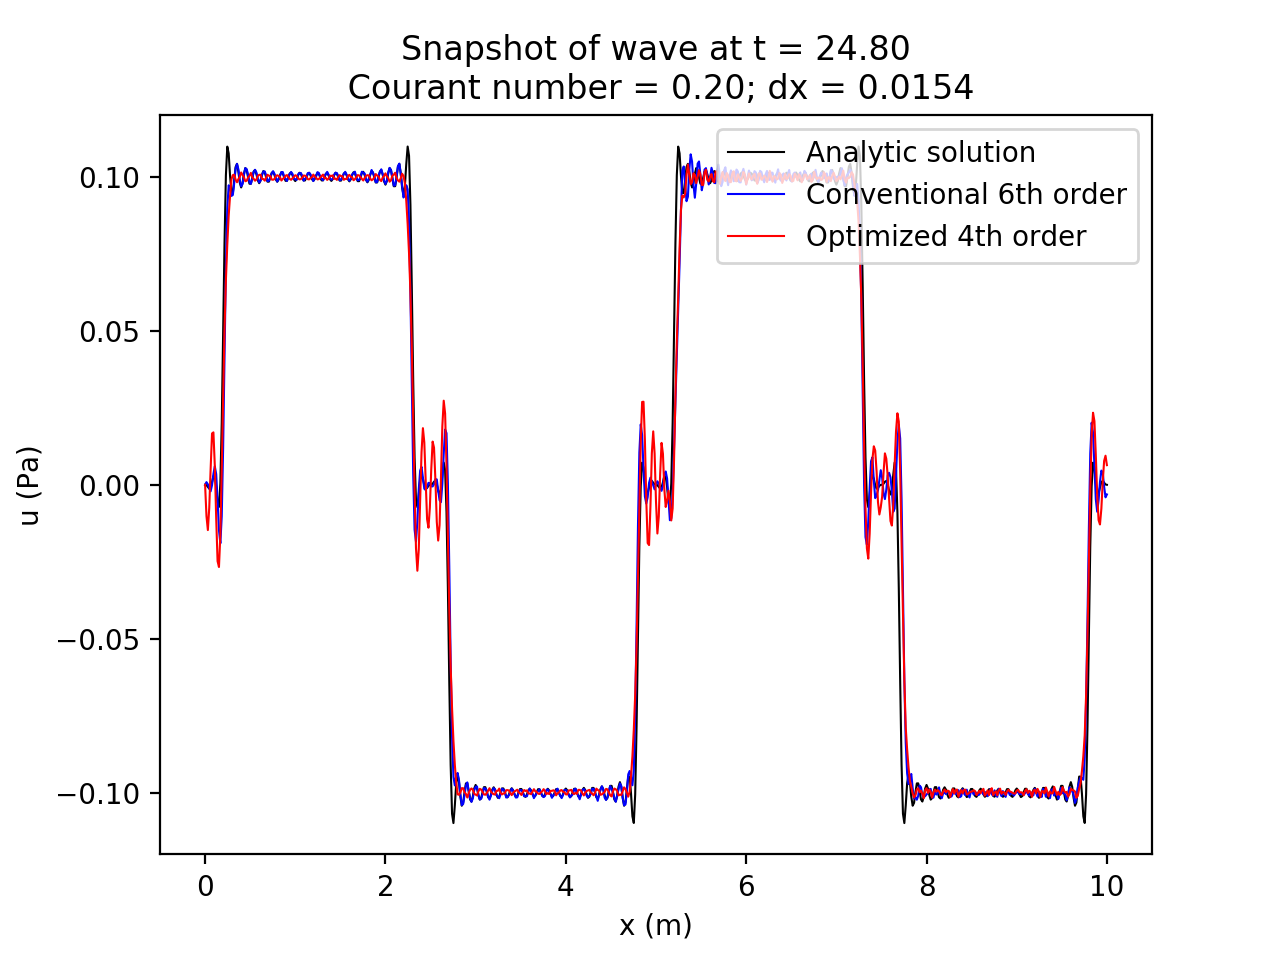 Snapshot of wave at t = 24.80
Courant number = 0.20; dx = 0.0154
Analytic solution
Conventional 6th order
Optimized 4th order
0.10
0.05
0.00
−0.05
−0.10
u (Pa)
0 2 4 6 8 10
x (m)